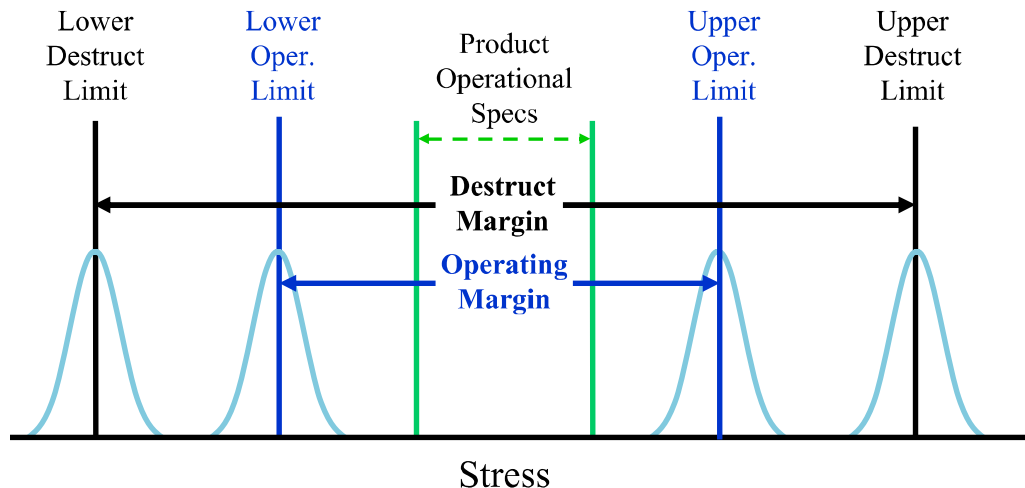 Lower
Destruct
Limit
Lower
Oper.
Limit
Product
Operational
Specs
Upper
Oper.
Limit
Upper
Destruct
Limit
Destruct
Margin
Operating
Margin
Stress